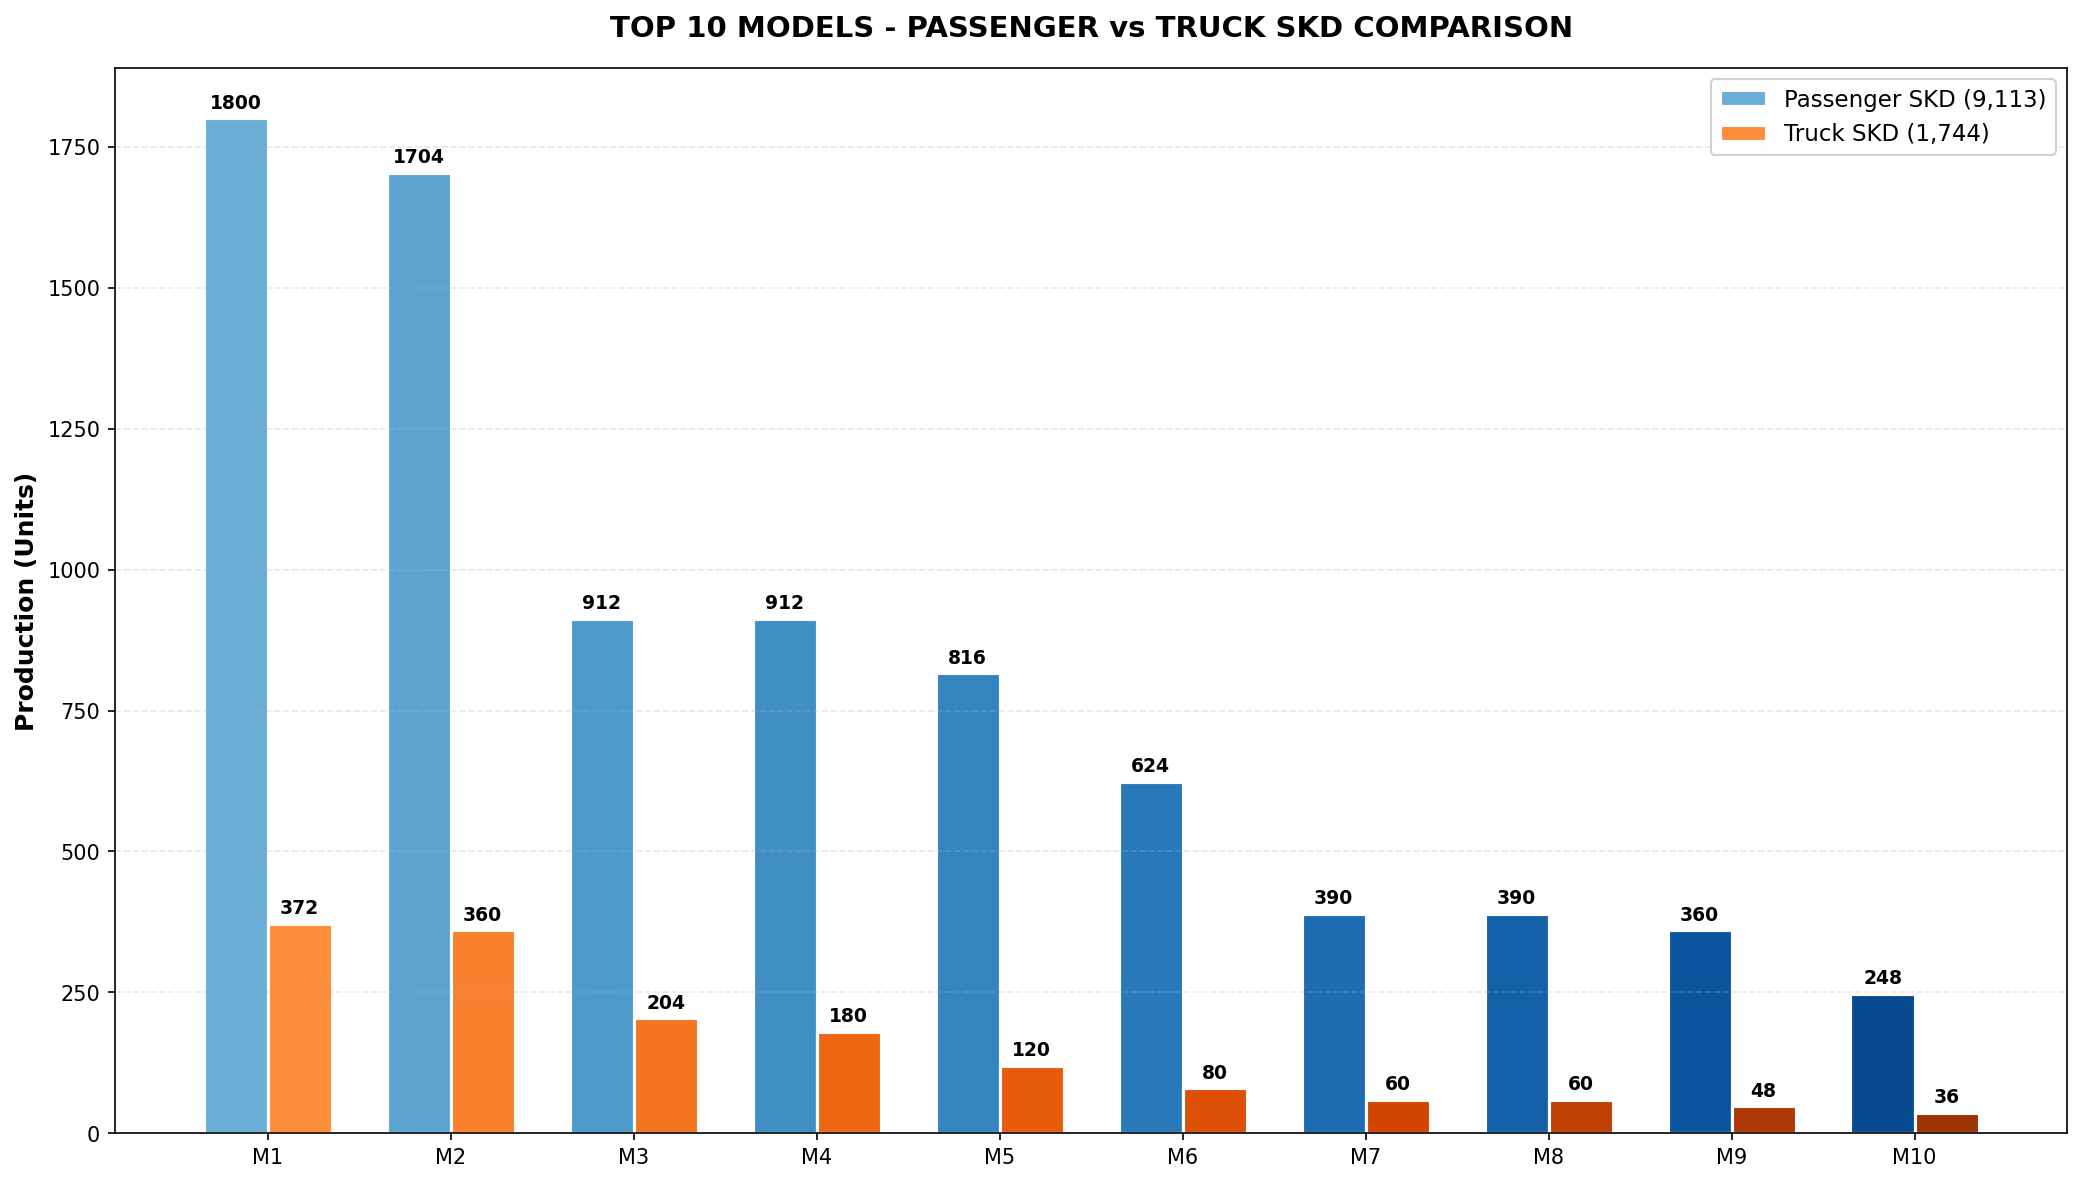 TOP 10 MODELS - PASSENGER vs TRUCK SKD COMPARISON
Passenger SKD (9,113)
Truck SKD (1,744)
Production (Units)
1750
1500
1250
1000
750
500
250
0
1800
372
1704
360
912
204
912
180
816
120
624
80
390
60
390
60
360
48
248
36
M1
M2
M3
M4
M5
M6
M7
M8
M9
M10